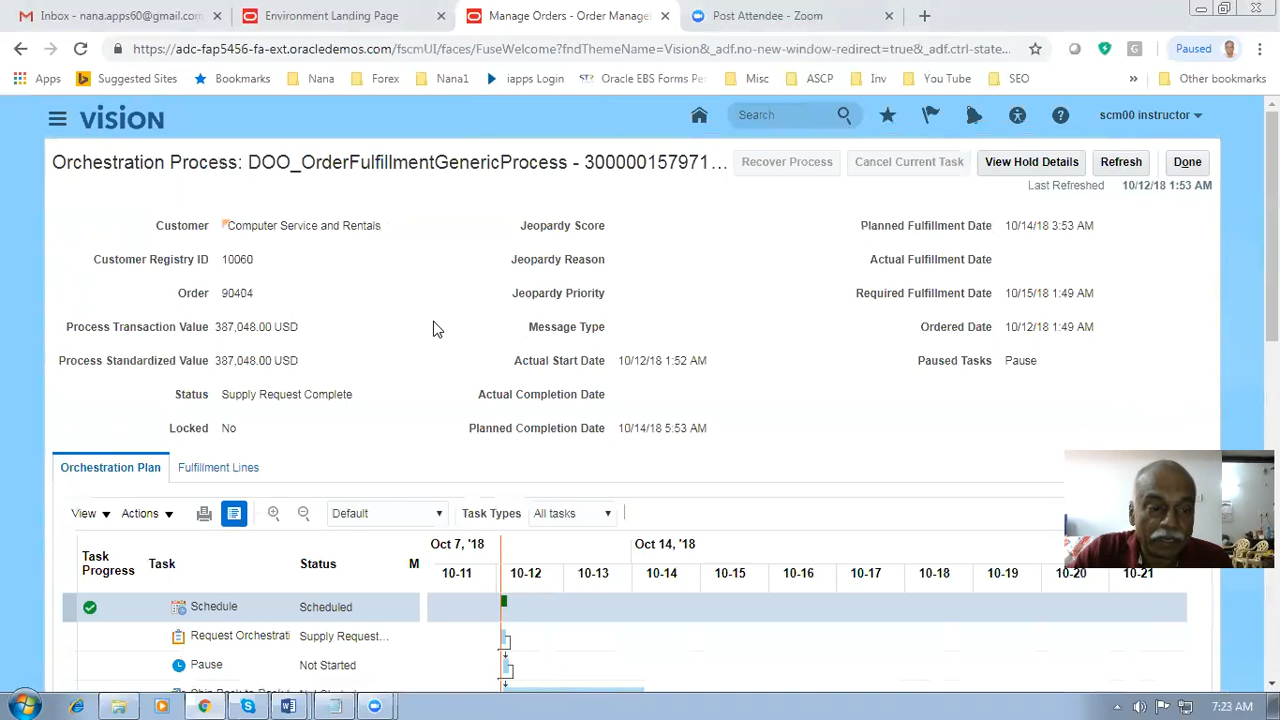 Inbox - nana.apps60@gmail.com
Environment Landing Page
Manage Orders - Order Manage
Post Attendee - Zoom
https://adc-fap5456-fa-ext.oracledemos.com/fscmUI/faces/FuseWelcome?fndThemeName=Vision&_adf.no-new-window-redirect=true&_adf.ctrl-state...
Paused
Apps
Suggested Sites
Bookmarks
Nana
Forex
Nana1
iapps Login
Oracle EBS Forms Per
Misc
ASCP
Inv
You Tube
SEO
Other bookmarks
vision
Search
scm00 instructor
Orchestration Process: DOO_OrderFulfillmentGenericProcess - 300000157971...
Recover Process
Cancel Current Task
View Hold Details
Refresh
Done
Last Refreshed 10/12/18 1:53 AM
Customer Computer Service and Rentals
Jeopardy Score
Planned Fulfillment Date 10/14/18 3:53 AM
Customer Registry ID 10060
Jeopardy Reason
Actual Fulfillment Date
Order 90404
Jeopardy Priority
Required Fulfillment Date 10/15/18 1:49 AM
Process Transaction Value 387,048.00 USD
Message Type
Ordered Date 10/12/18 1:49 AM
Process Standardized Value 387,048.00 USD
Actual Start Date 10/12/18 1:52 AM
Paused Tasks Pause
Status Supply Request Complete
Actual Completion Date
Locked No
Planned Completion Date 10/14/18 5:53 AM
Orchestration Plan
Fulfillment Lines
View
Actions
Default
Task Types All tasks
Oct 7, '18
Oct 14, '18
Task Progress
Task
Status
M
10-11 10-12 10-13 10-14 10-15 10-16 10-17 10-18 10-19 10-20 10-21
Schedule Scheduled
Request Orchestrati Supply Request...
Pause Not Started
7:23 AM